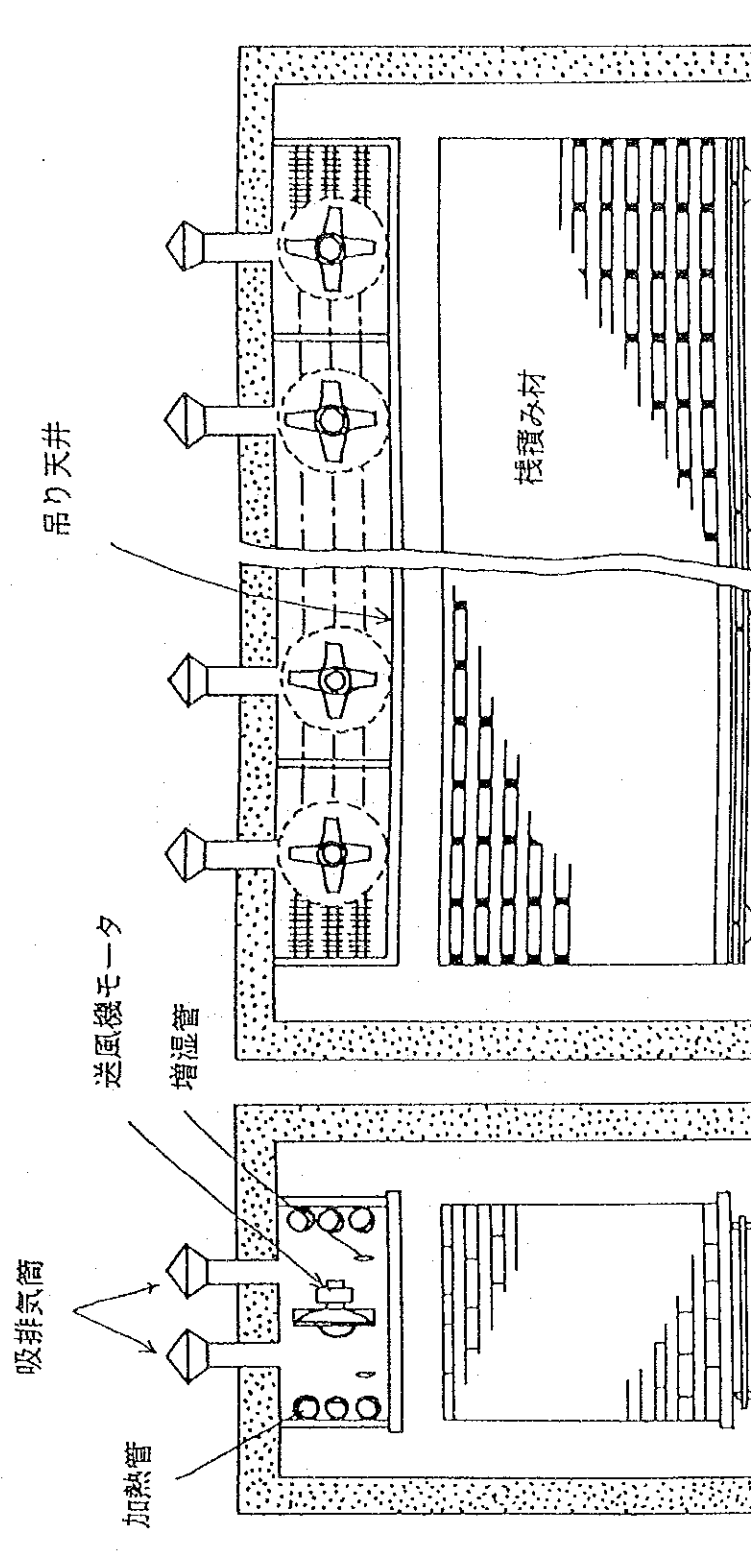 吸排気筒
加熱管
送風機モータ
増湿管
吊り天井
桟積み材